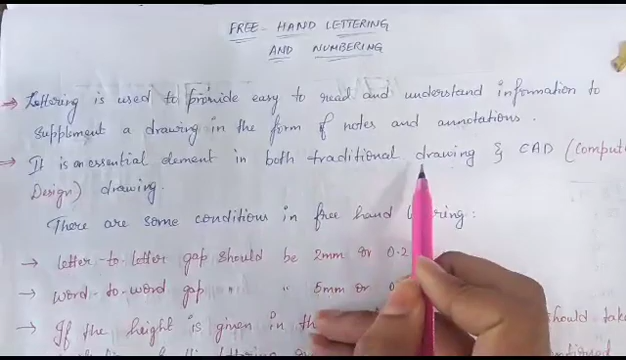 FREE-HAND LETTERING
AND NUMBERING
⇒ Lettering is used to provide easy to read and understand information to
supplement a drawing in the form of notes and annotations.
⇒ It is an essential element in both traditional drawing & CAD (Comput
Design) drawing.
There are some conditions in free hand ring:
→ letter-to-letter gap should be 2mm or 0.2
→ word-to-word gap " " 5mm or 0
→ If the height is given in th should take